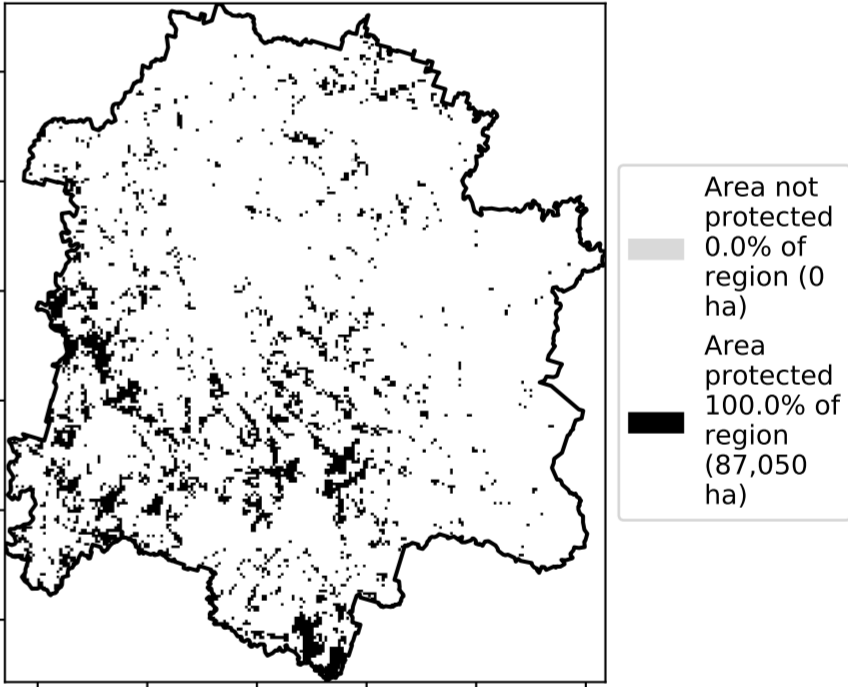 Area not
protected
0.0% of
region (0
ha)
Area
protected
100.0% of
region
(87,050
ha)